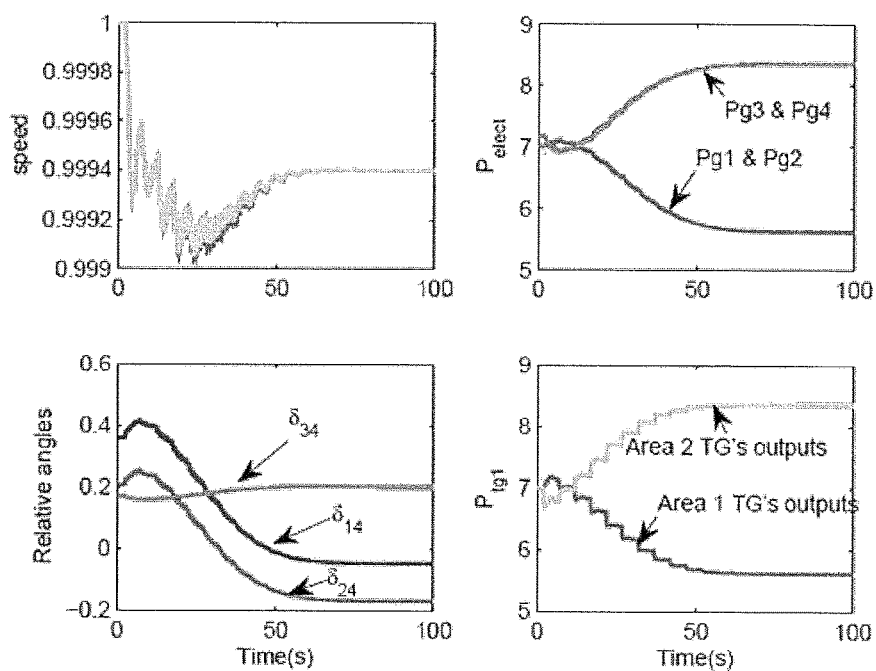 1
0.9998
0.9996
0.9994
0.9992
0.999
speed
0
50
100
9
8
7
6
5
P_elect
Pg3 & Pg4
Pg1 & Pg2
0
50
100
0.6
0.4
0.2
0
-0.2
Relative angles
δ34
δ14
δ24
0
50
100
Time(s)
9
8
7
6
5
P_tg1
Area 2 TG's outputs
Area 1 TG's outputs
0
50
100
Time(s)